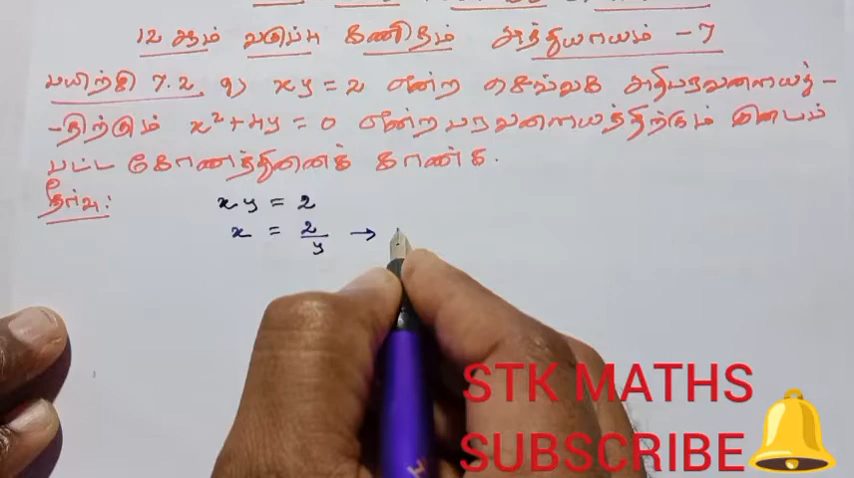 12 ஆம் வகுப்பு கணிதம் அத்தியாயம் - 7
பயிற்சி 7.2 9) xy = 2 என்ற செவ்வக அதிபரவளையத்-
-திற்கும் x² + 4y = 0 என்ற பரவளையத்திற்கும் இடைப்
பட்ட கோணத்தினைக் காண்க.
தீர்வு:
xy = 2
x = 2/y →
STK MATHS
SUBSCRIBE